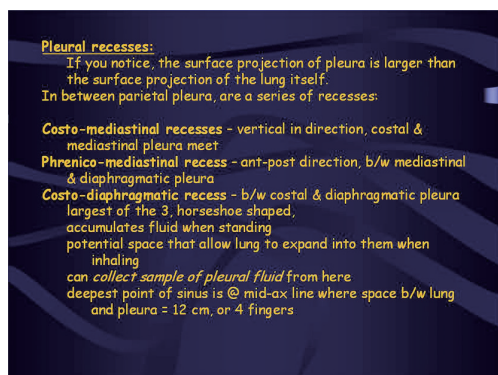 Pleural recesses:
If you notice, the surface projection of pleura is larger than
the surface projection of the lung itself.
In between parietal pleura, are a series of recesses:
Costo-mediastinal recesses – vertical in direction, costal &
mediastinal pleura meet
Phrenico-mediastinal recess – ant-post direction, b/w mediastinal
& diaphragmatic pleura
Costo-diaphragmatic recess – b/w costal & diaphragmatic pleura
largest of the 3, horseshoe shaped,
accumulates fluid when standing
potential space that allow lung to expand into them when
inhaling
can collect sample of pleural fluid from here
deepest point of sinus is @ mid-ax line where space b/w lung
and pleura = 12 cm, or 4 fingers